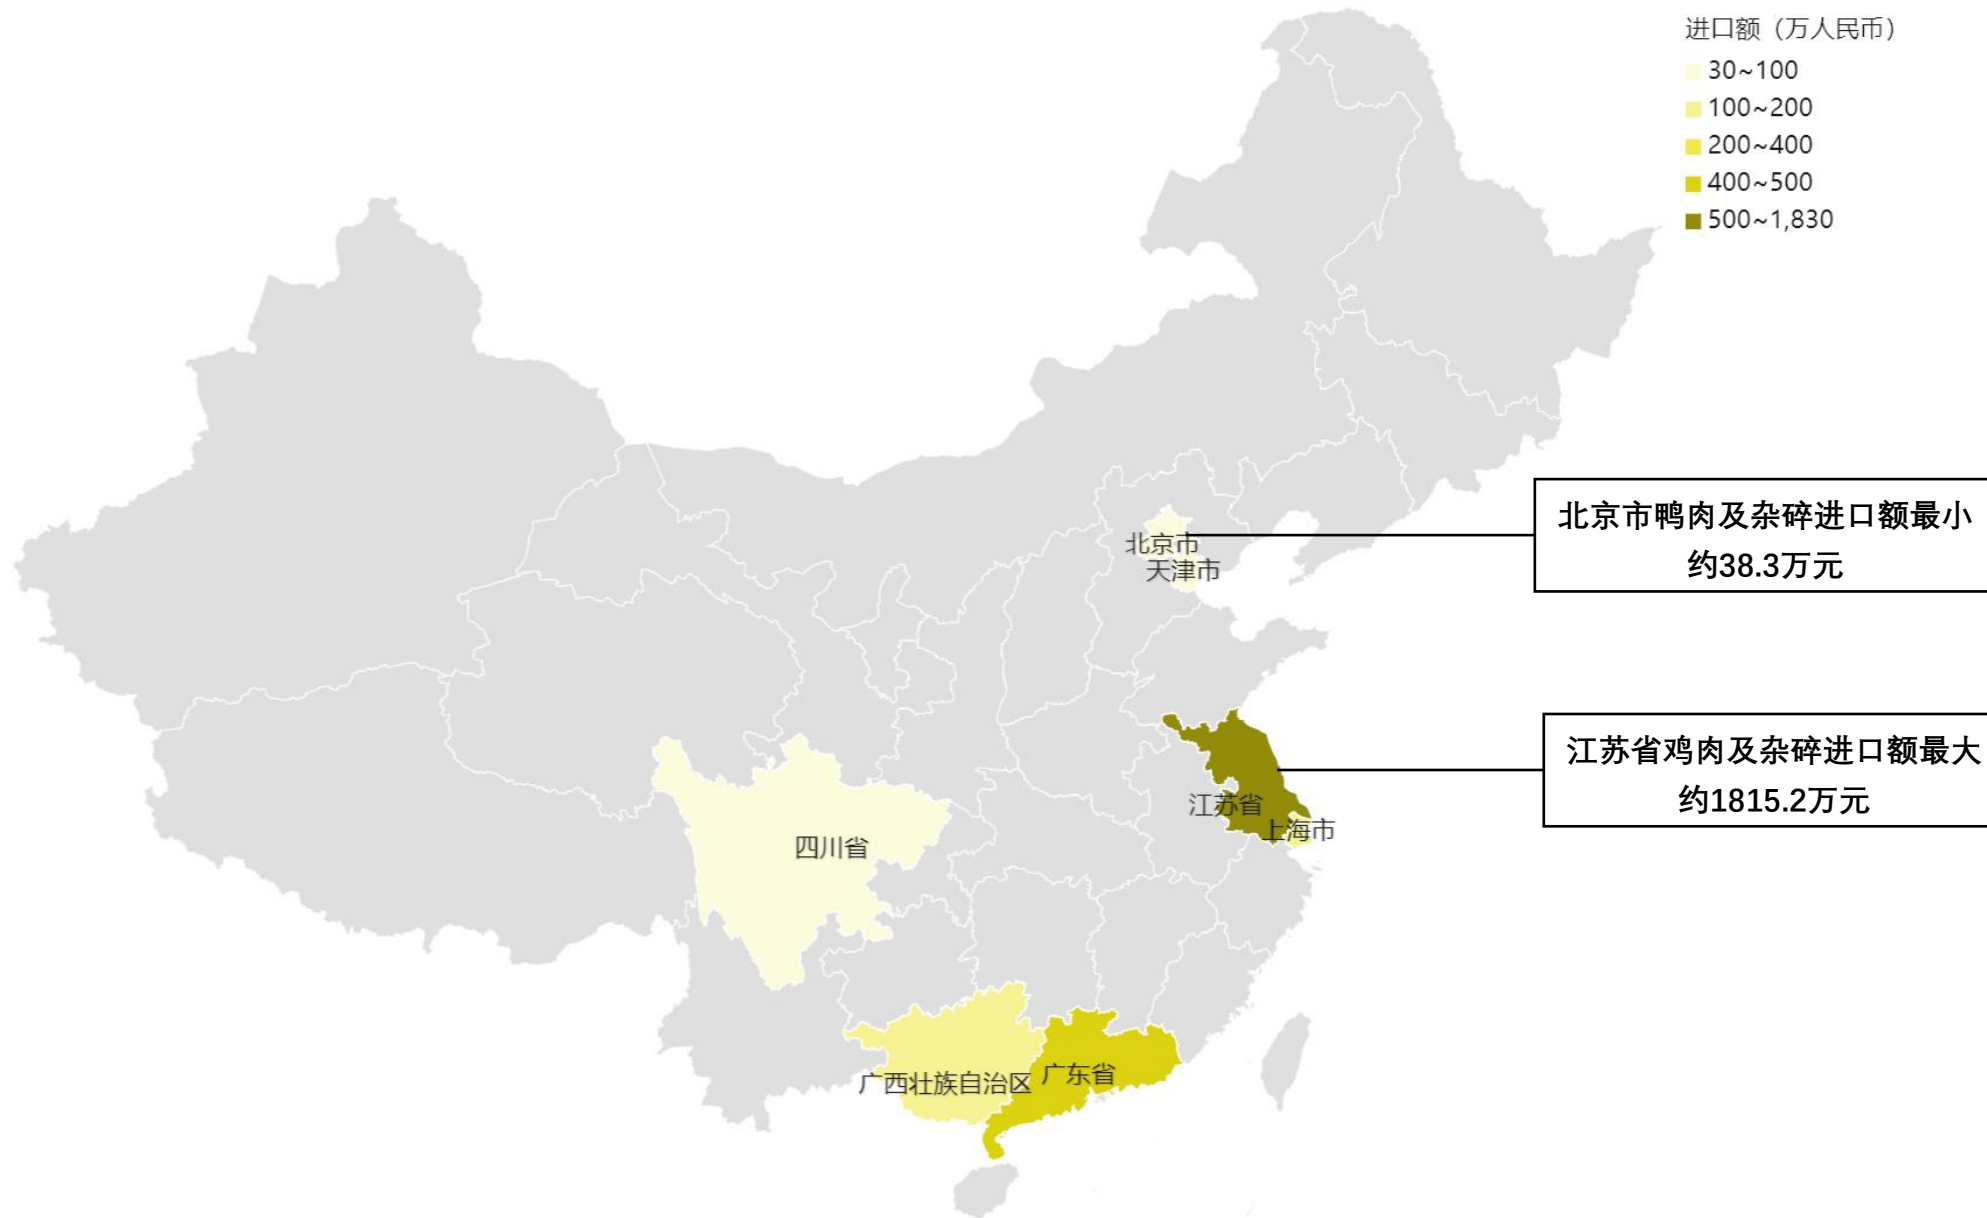 进口额（万人民币）
30~100
100~200
200~400
400~500
500~1,830
北京市
天津市
北京市鸭肉及杂碎进口额最小
约38.3万元
江苏省鸡肉及杂碎进口额最大
约1815.2万元
江苏省
上海市
四川省
广西壮族自治区
广东省